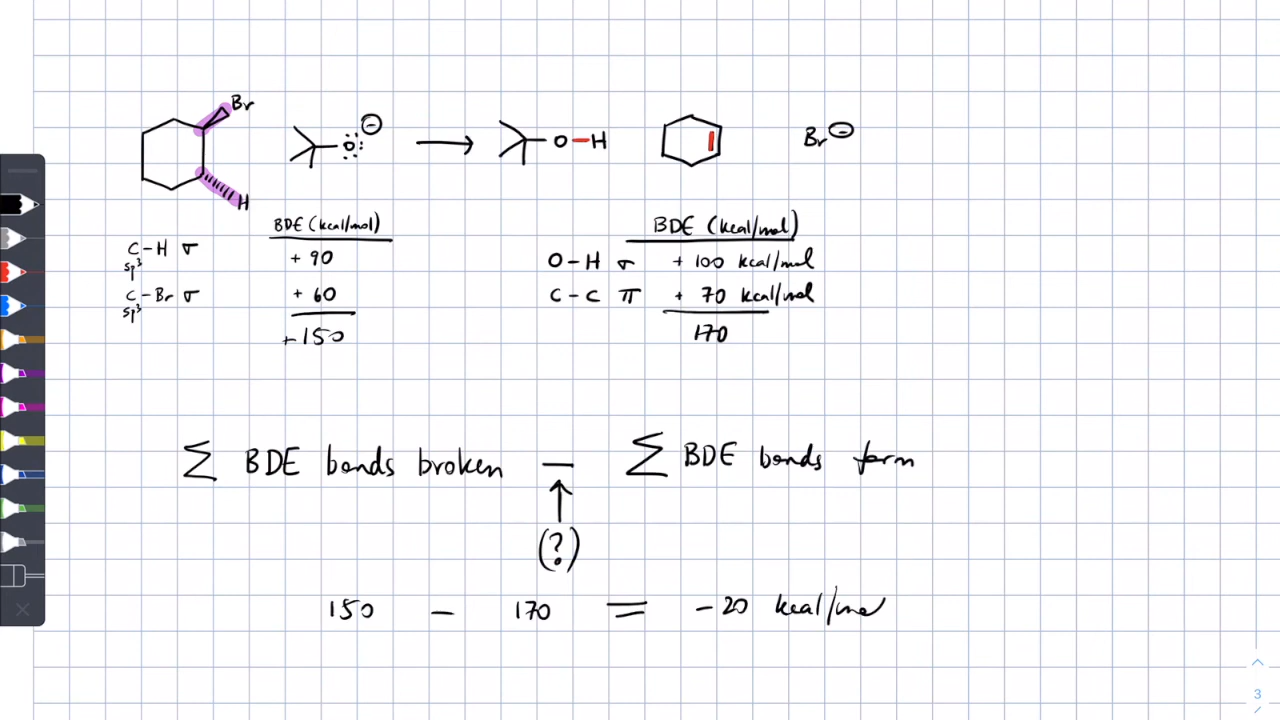 Br
O ⊖ → O-H Br⊖
H
BDE (kcal/mol) BDE (kcal/mol)
C-H σ + 90 O-H σ + 100 kcal/mol
sp³
C-Br σ + 60 C-C π + 70 kcal/mol
sp³
+150 170
Σ BDE bonds broken — Σ BDE bonds form
↑
(?)
150 - 170 = -20 kcal/mol
3